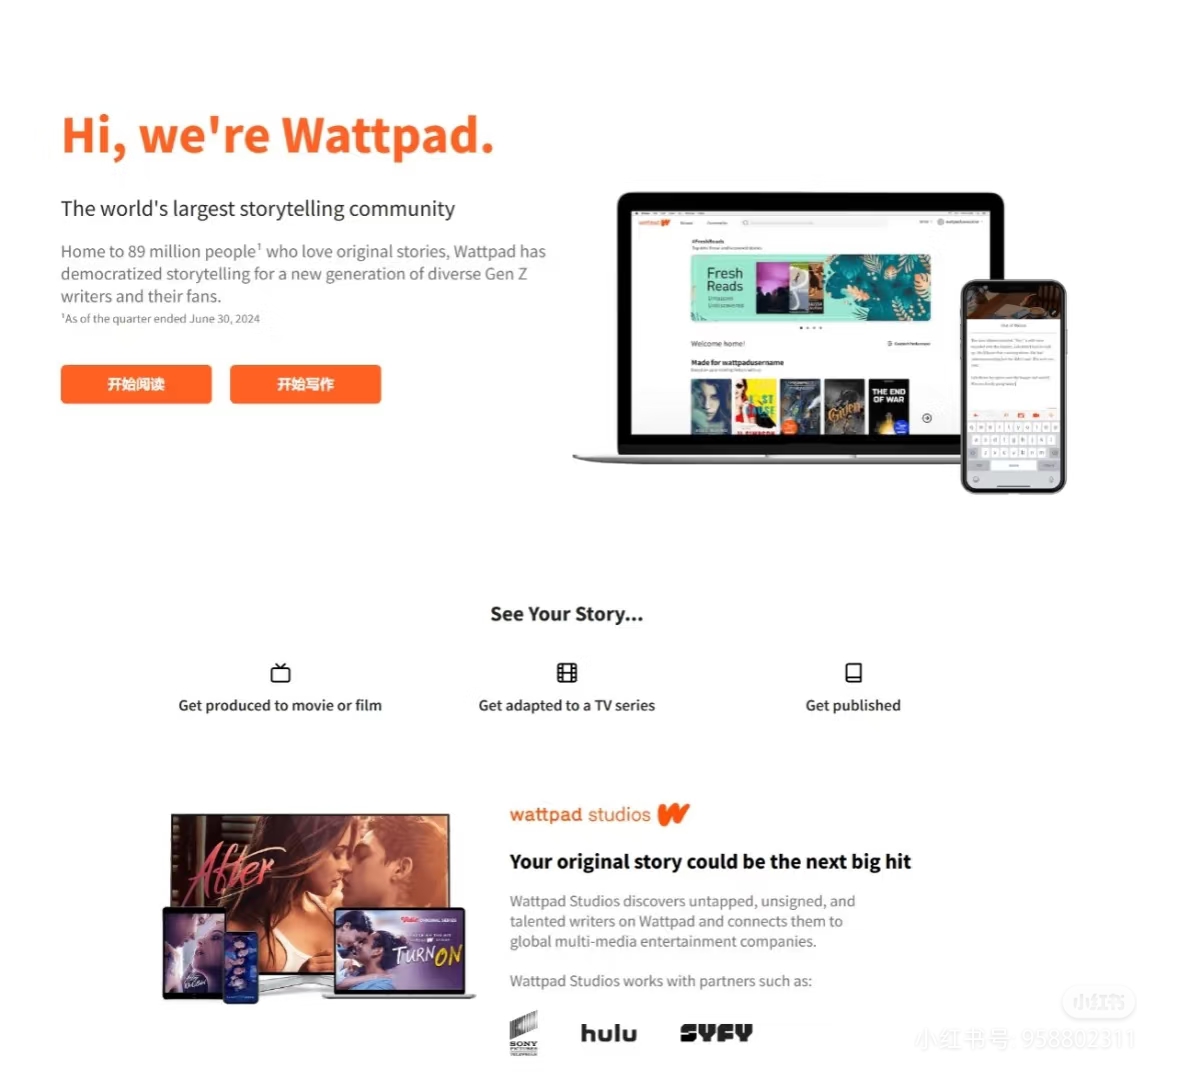 Hi, we're Wattpad.
The world's largest storytelling community
Home to 89 million people¹ who love original stories, Wattpad has
democratized storytelling for a new generation of diverse Gen Z
writers and their fans.
¹As of the quarter ended June 30, 2024
开始阅读
开始写作
wattpad
#FreshReads
Fresh
Reads
Welcome home!
Made for wattpadusername
THE END
OF WAR
See Your Story...
Get produced to movie or film
Get adapted to a TV series
Get published
After
TURN ON
wattpad studios
Your original story could be the next big hit
Wattpad Studios discovers untapped, unsigned, and
talented writers on Wattpad and connects them to
global multi-media entertainment companies.
Wattpad Studios works with partners such as:
SONY
PICTURES
TELEVISION
hulu
SYFY
小红书
小红书号: 958802311